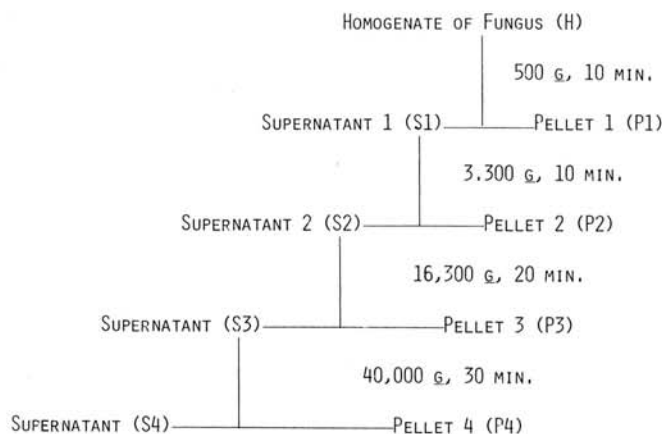 HOMOGENATE OF FUNGUS (H)
500 G, 10 MIN.
SUPERNATANT 1 (S1) PELLET 1 (P1)
3.300 G, 10 MIN.
SUPERNATANT 2 (S2) PELLET 2 (P2)
16,300 G, 20 MIN.
SUPERNATANT (S3) PELLET 3 (P3)
40,000 G, 30 MIN.
SUPERNATANT (S4) PELLET 4 (P4)